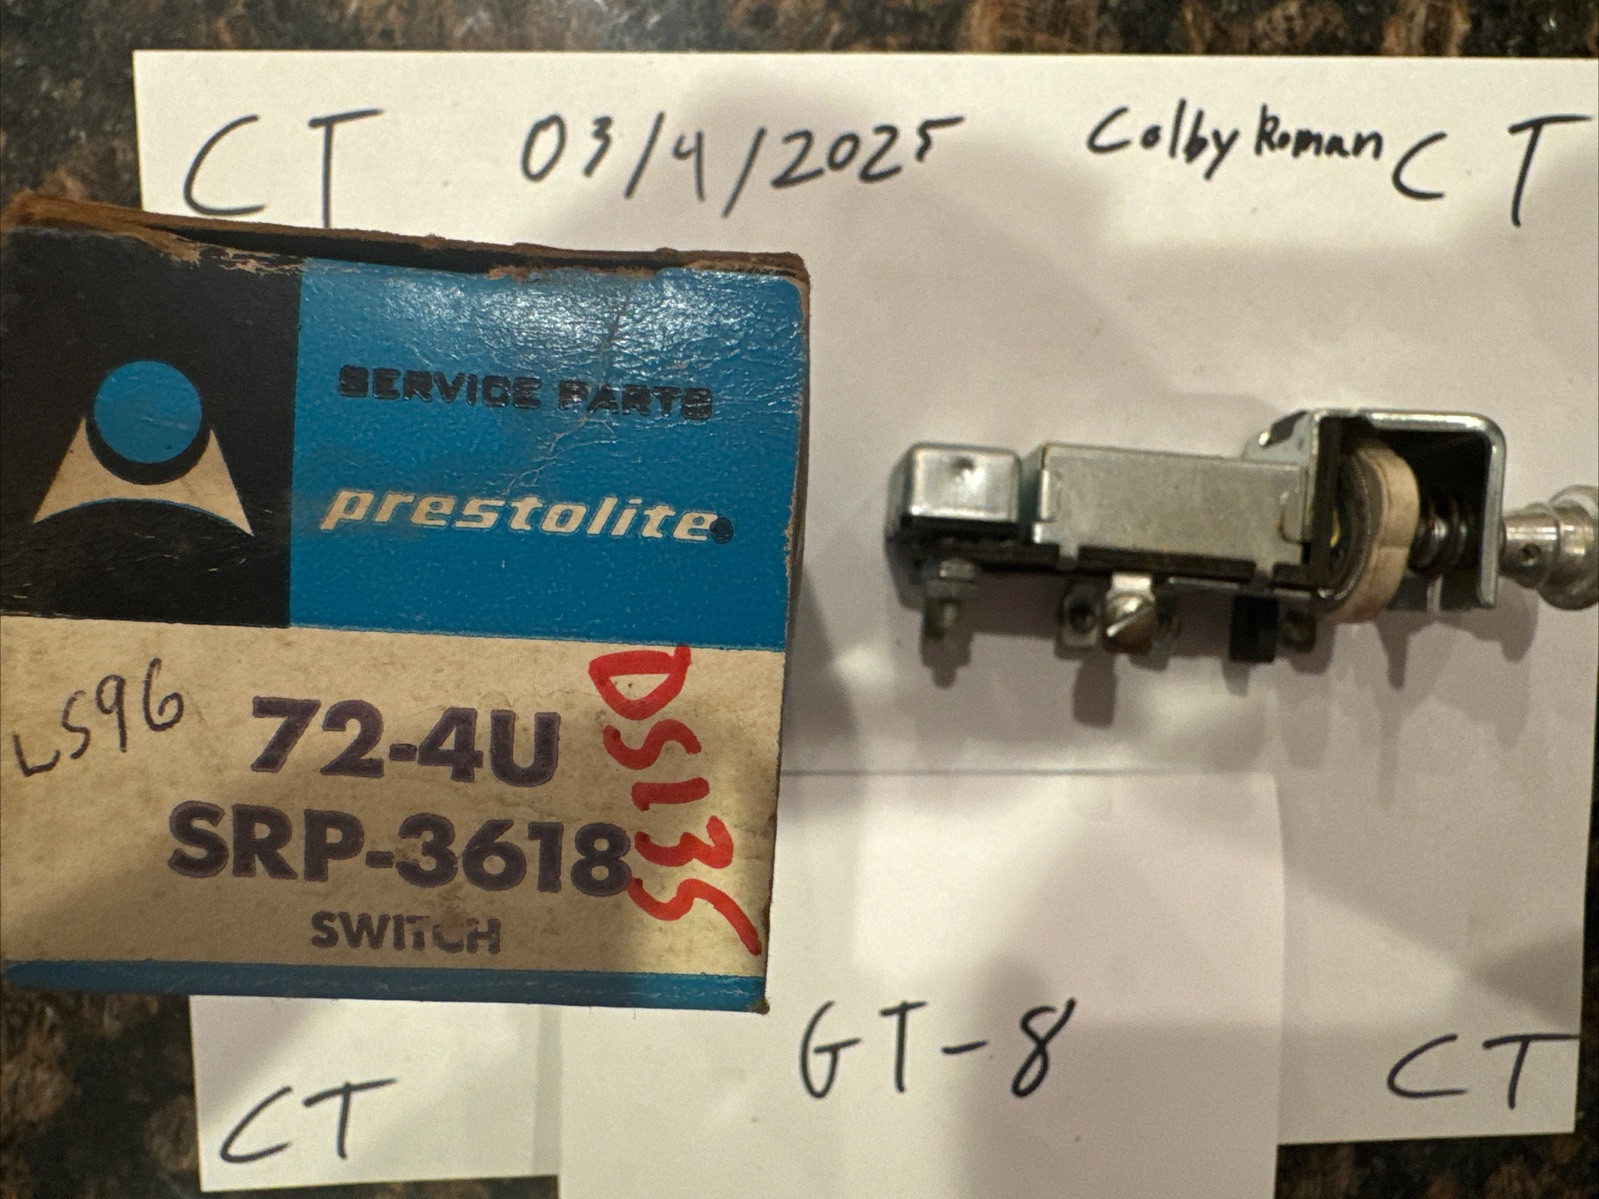 CT 03/4/2025 Colby Roman CT
SERVICE PARTS
prestolite
LS96
72-4U
DS135
SRP-3618
SWITCH
GT-8
CT
CT